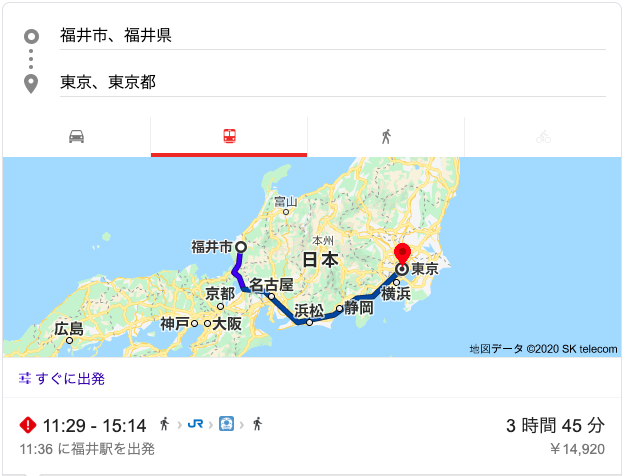 福井市、福井県
東京、東京都
富山
本州
福井市
日本
東京
名古屋
横浜
京都
浜松
静岡
神戸
大阪
広島
地図データ ©2020 SK telecom
すぐに出発
11:29 - 15:14 JR 3 時間 45 分
11:36 に福井駅を出発 ￥14,920